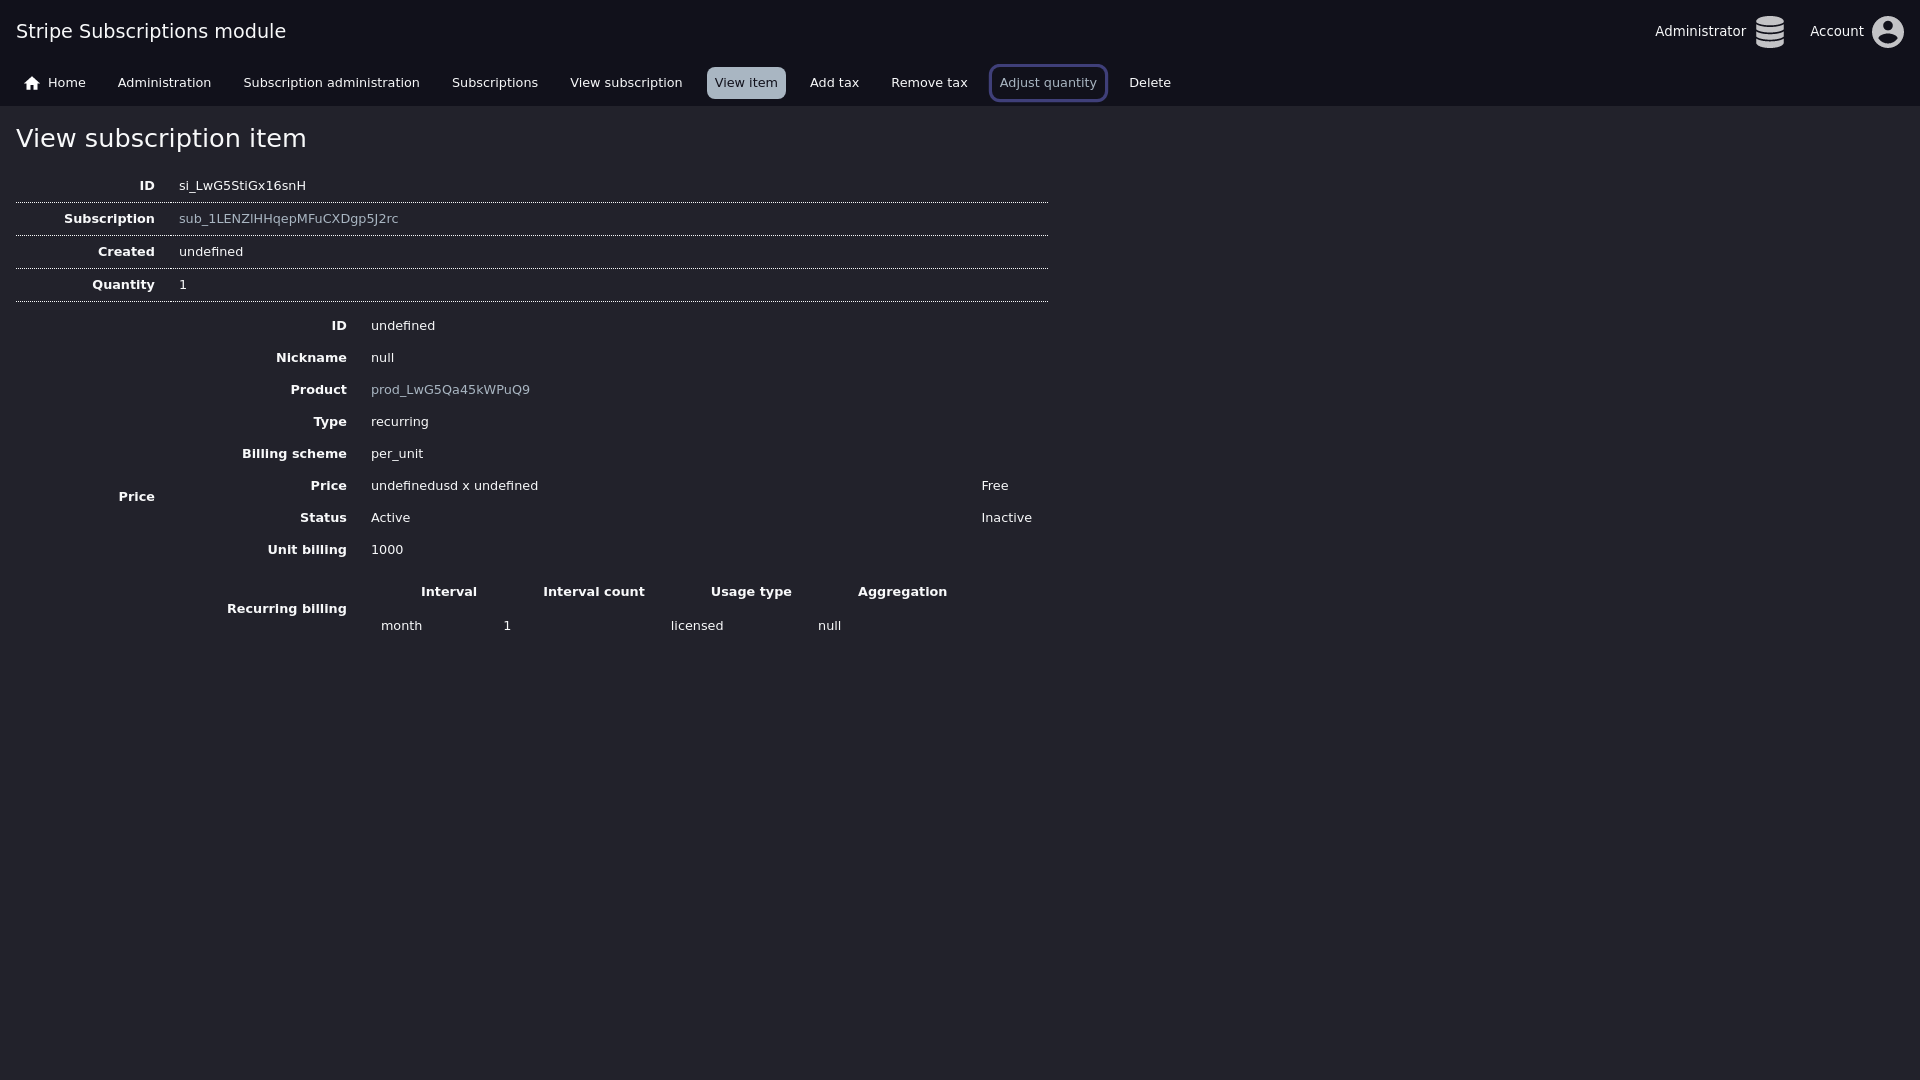 Stripe Subscriptions module
Administrator
Account
Home
Administration
Subscription administration
Subscriptions
View subscription
View item
Add tax
Remove tax
Adjust quantity
Delete
View subscription item
ID si_LwG5StiGx16snH
Subscription sub_1LENZIHHqepMFuCXDgp5J2rc
Created undefined
Quantity 1
Price
ID undefined
Nickname null
Product prod_LwG5Qa45kWPuQ9
Type recurring
Billing scheme per_unit
Price undefinedusd x undefined Free
Status Active Inactive
Unit billing 1000
Recurring billing
Interval Interval count Usage type Aggregation
month 1 licensed null